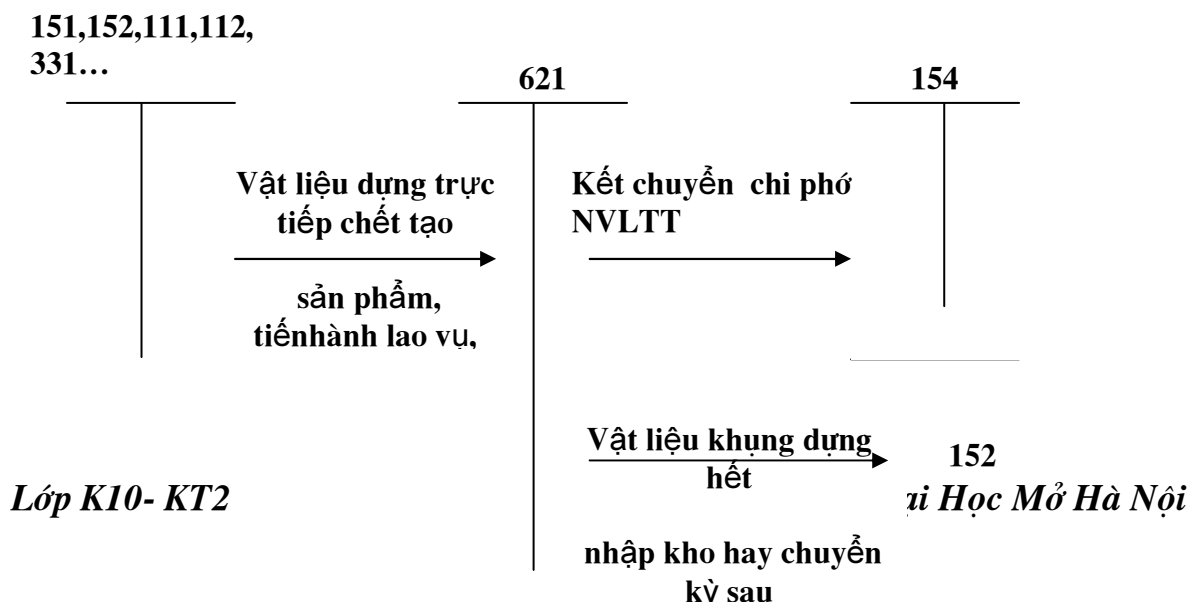 151,152,111,112,
331…
621
154
Vật liệu dựng trực
tiếp chết tạo
sản phẩm,
tiếnhành lao vụ,
Kết chuyển chi phớ
NVLTT
Vật liệu khụng dựng
hết
nhập kho hay chuyển
kỳ sau
152
Lớp K10- KT2
Học Mở Hà Nội